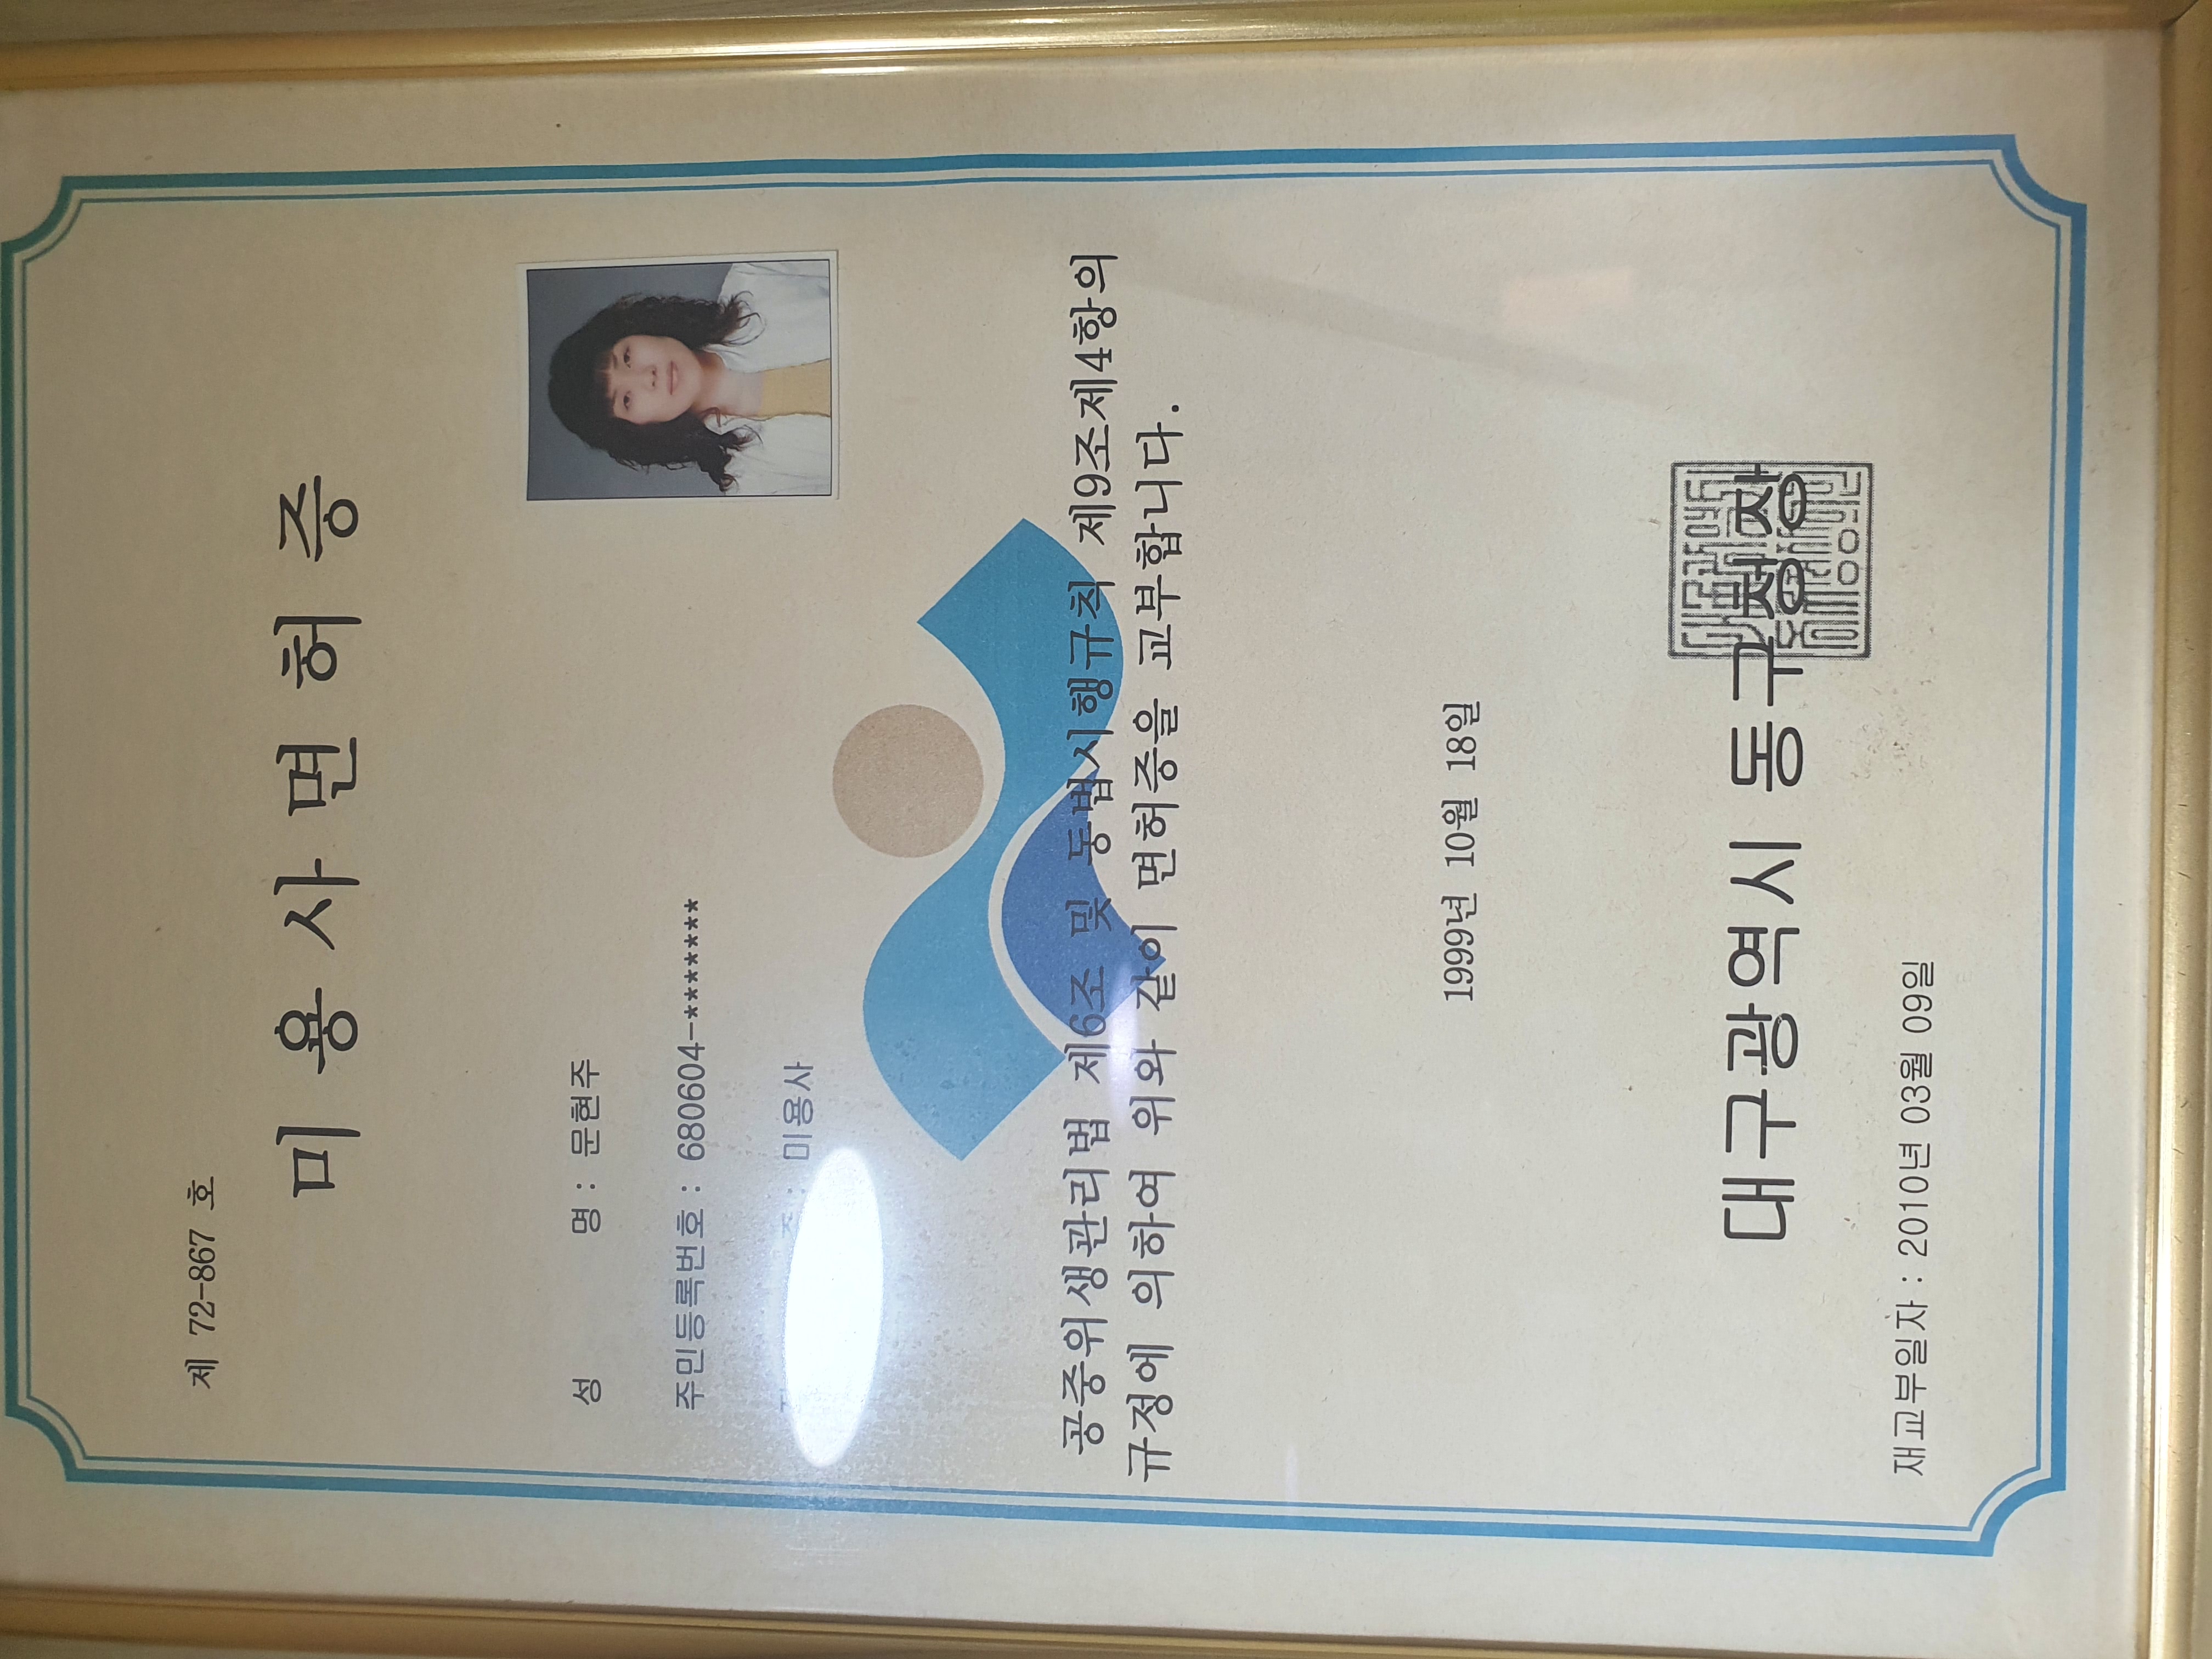 제 72-867 호
미용사면허증
성 명 : 문현주
주민등록번호 : 680604-*******
: 미용사
공중위생관리법 제6조 및 동법시행규칙 제9조제4항의
규정에 의하여 위와 같이 면허증을 교부합니다.
1999년 10월 18일
대구광역시 동구청장
재교부일자 : 2010년 03월 09일